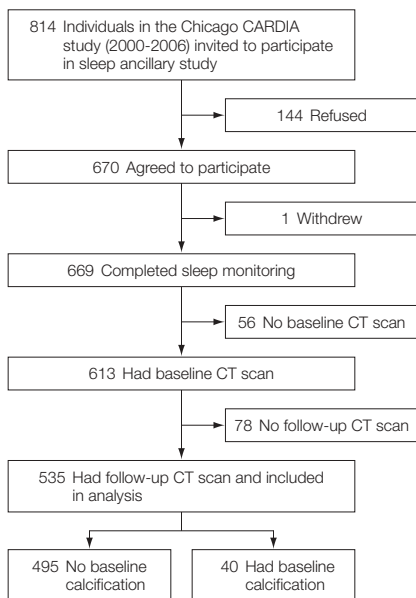 814 Individuals in the Chicago CARDIA
study (2000-2006) invited to participate
in sleep ancillary study
144 Refused
670 Agreed to participate
1 Withdrew
669 Completed sleep monitoring
56 No baseline CT scan
613 Had baseline CT scan
78 No follow-up CT scan
535 Had follow-up CT scan and included
in analysis
495 No baseline
calcification
40 Had baseline
calcification